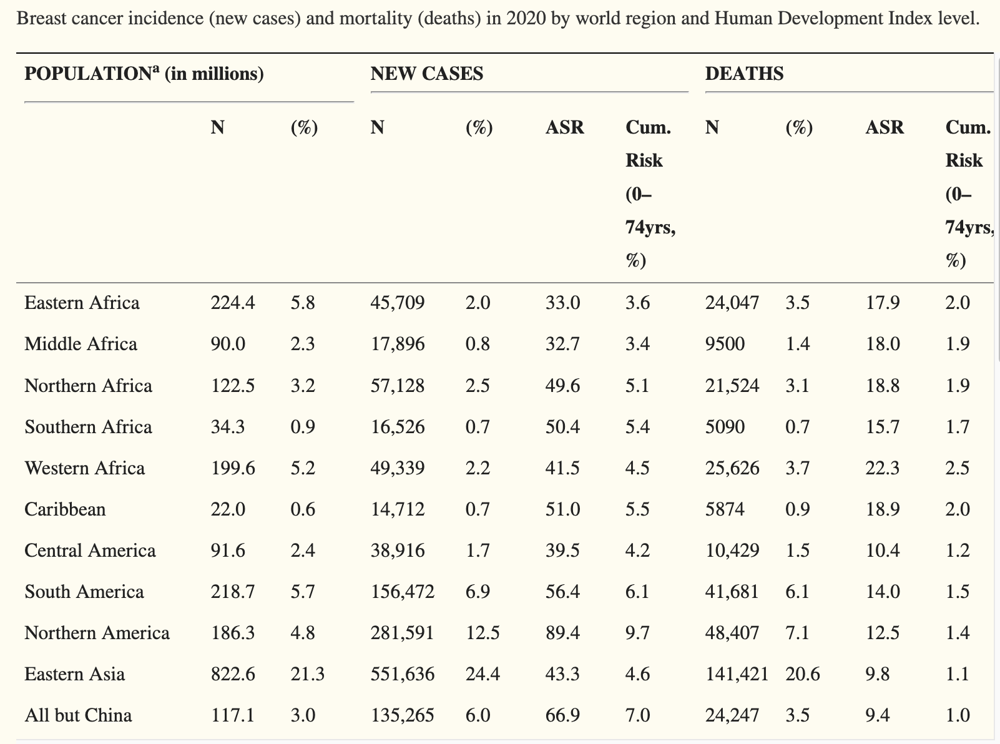 Breast cancer incidence (new cases) and mortality (deaths) in 2020 by world region and Human Development Index level.
POPULATIONa (in millions) NEW CASES DEATHS
N (%) N (%) ASR Cum. Risk (0–74yrs, %) N (%) ASR Cum. Risk (0–74yrs, %)
Eastern Africa 224.4 5.8 45,709 2.0 33.0 3.6 24,047 3.5 17.9 2.0
Middle Africa 90.0 2.3 17,896 0.8 32.7 3.4 9500 1.4 18.0 1.9
Northern Africa 122.5 3.2 57,128 2.5 49.6 5.1 21,524 3.1 18.8 1.9
Southern Africa 34.3 0.9 16,526 0.7 50.4 5.4 5090 0.7 15.7 1.7
Western Africa 199.6 5.2 49,339 2.2 41.5 4.5 25,626 3.7 22.3 2.5
Caribbean 22.0 0.6 14,712 0.7 51.0 5.5 5874 0.9 18.9 2.0
Central America 91.6 2.4 38,916 1.7 39.5 4.2 10,429 1.5 10.4 1.2
South America 218.7 5.7 156,472 6.9 56.4 6.1 41,681 6.1 14.0 1.5
Northern America 186.3 4.8 281,591 12.5 89.4 9.7 48,407 7.1 12.5 1.4
Eastern Asia 822.6 21.3 551,636 24.4 43.3 4.6 141,421 20.6 9.8 1.1
All but China 117.1 3.0 135,265 6.0 66.9 7.0 24,247 3.5 9.4 1.0